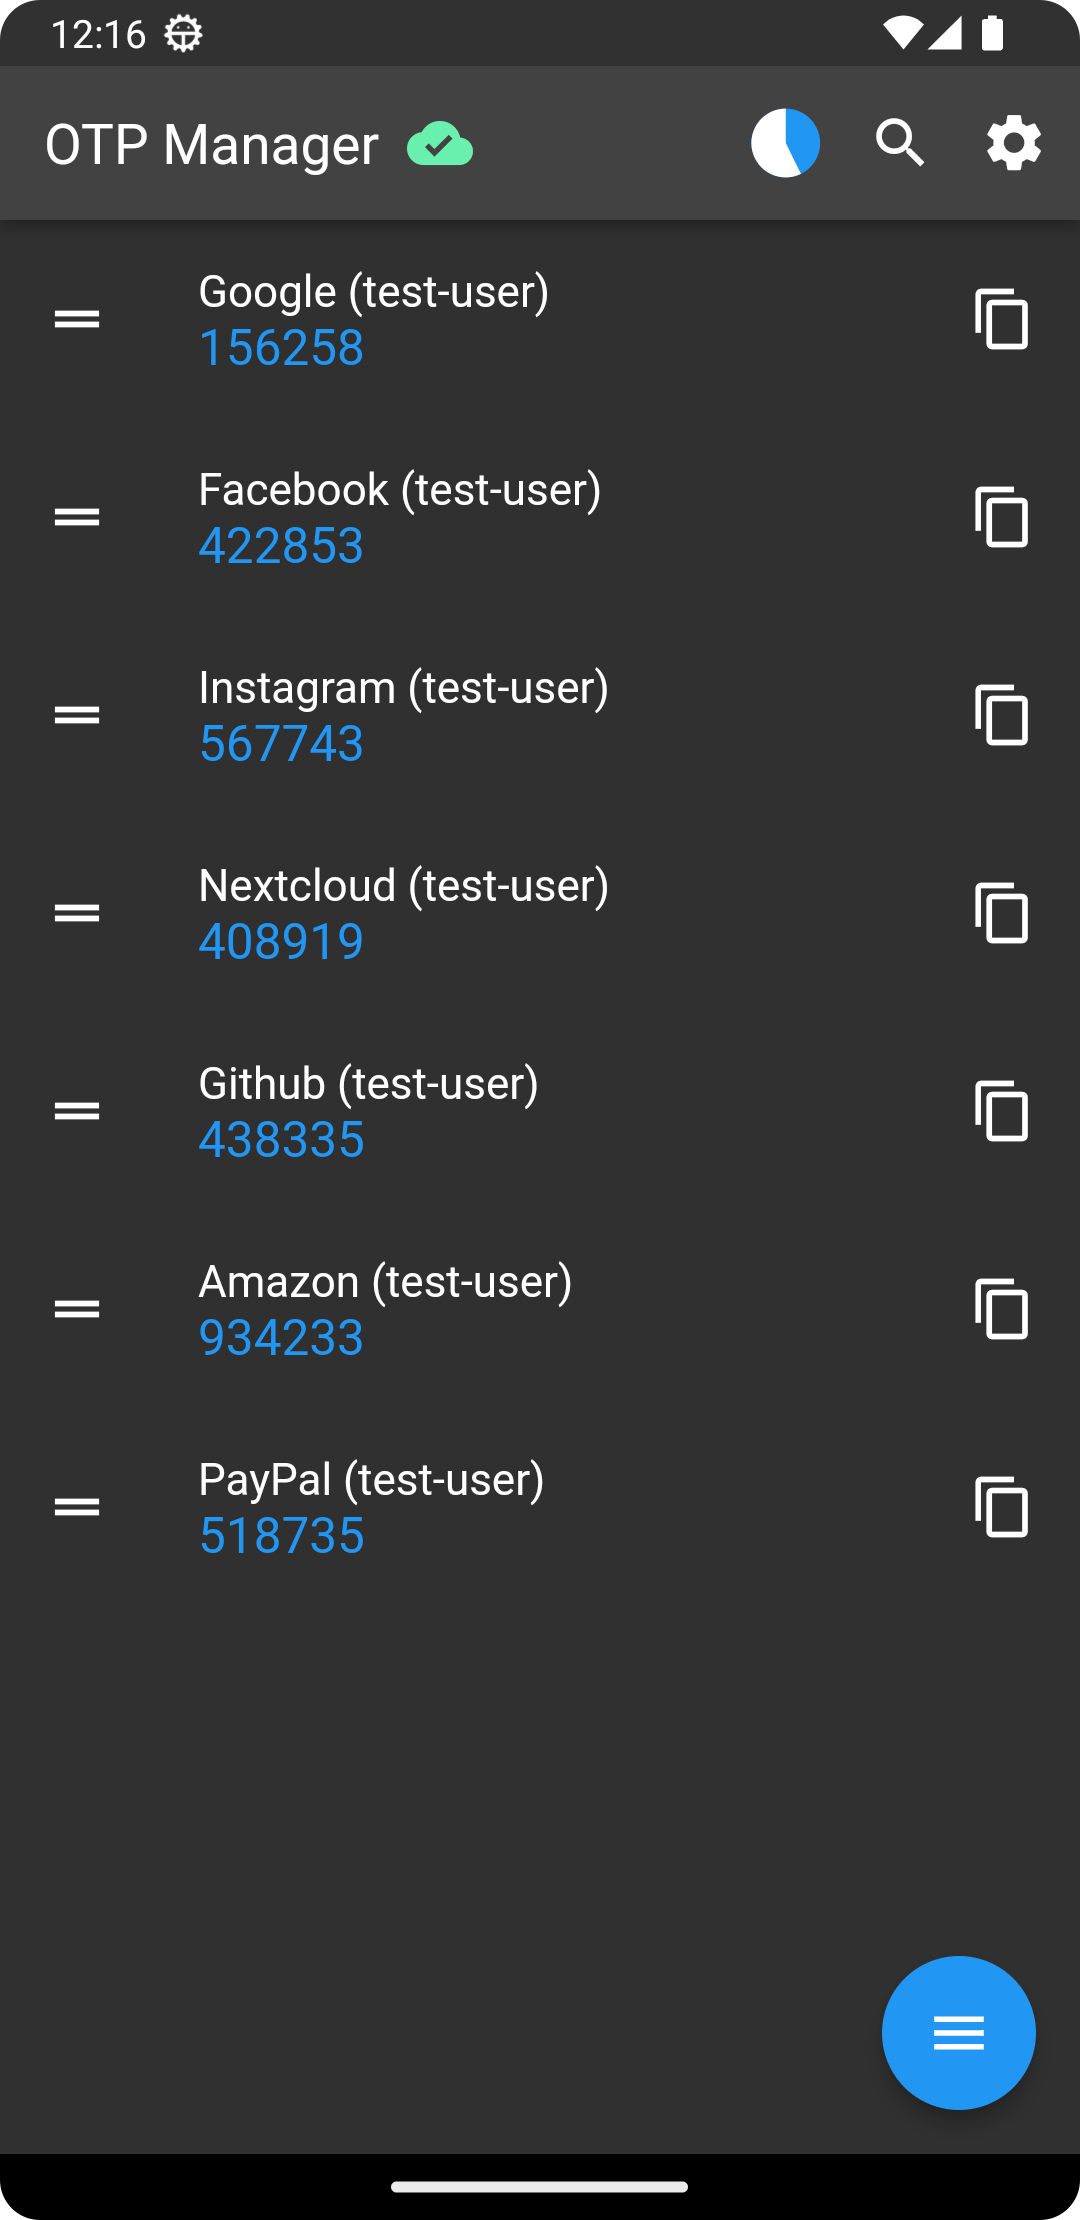 12:16
OTP Manager
Google (test-user)
156258
Facebook (test-user)
422853
Instagram (test-user)
567743
Nextcloud (test-user)
408919
Github (test-user)
438335
Amazon (test-user)
934233
PayPal (test-user)
518735